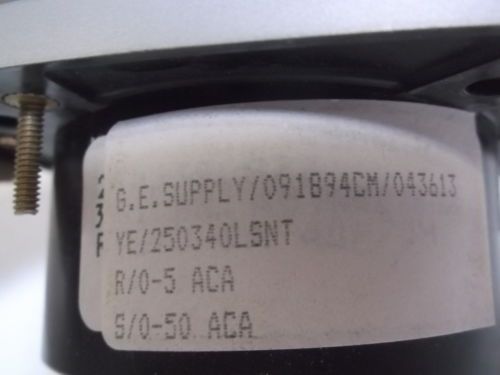 G.E.SUPPLY/091894CM/043613
YE/250340LSNT
R/0-5 ACA
S/0-50 ACA